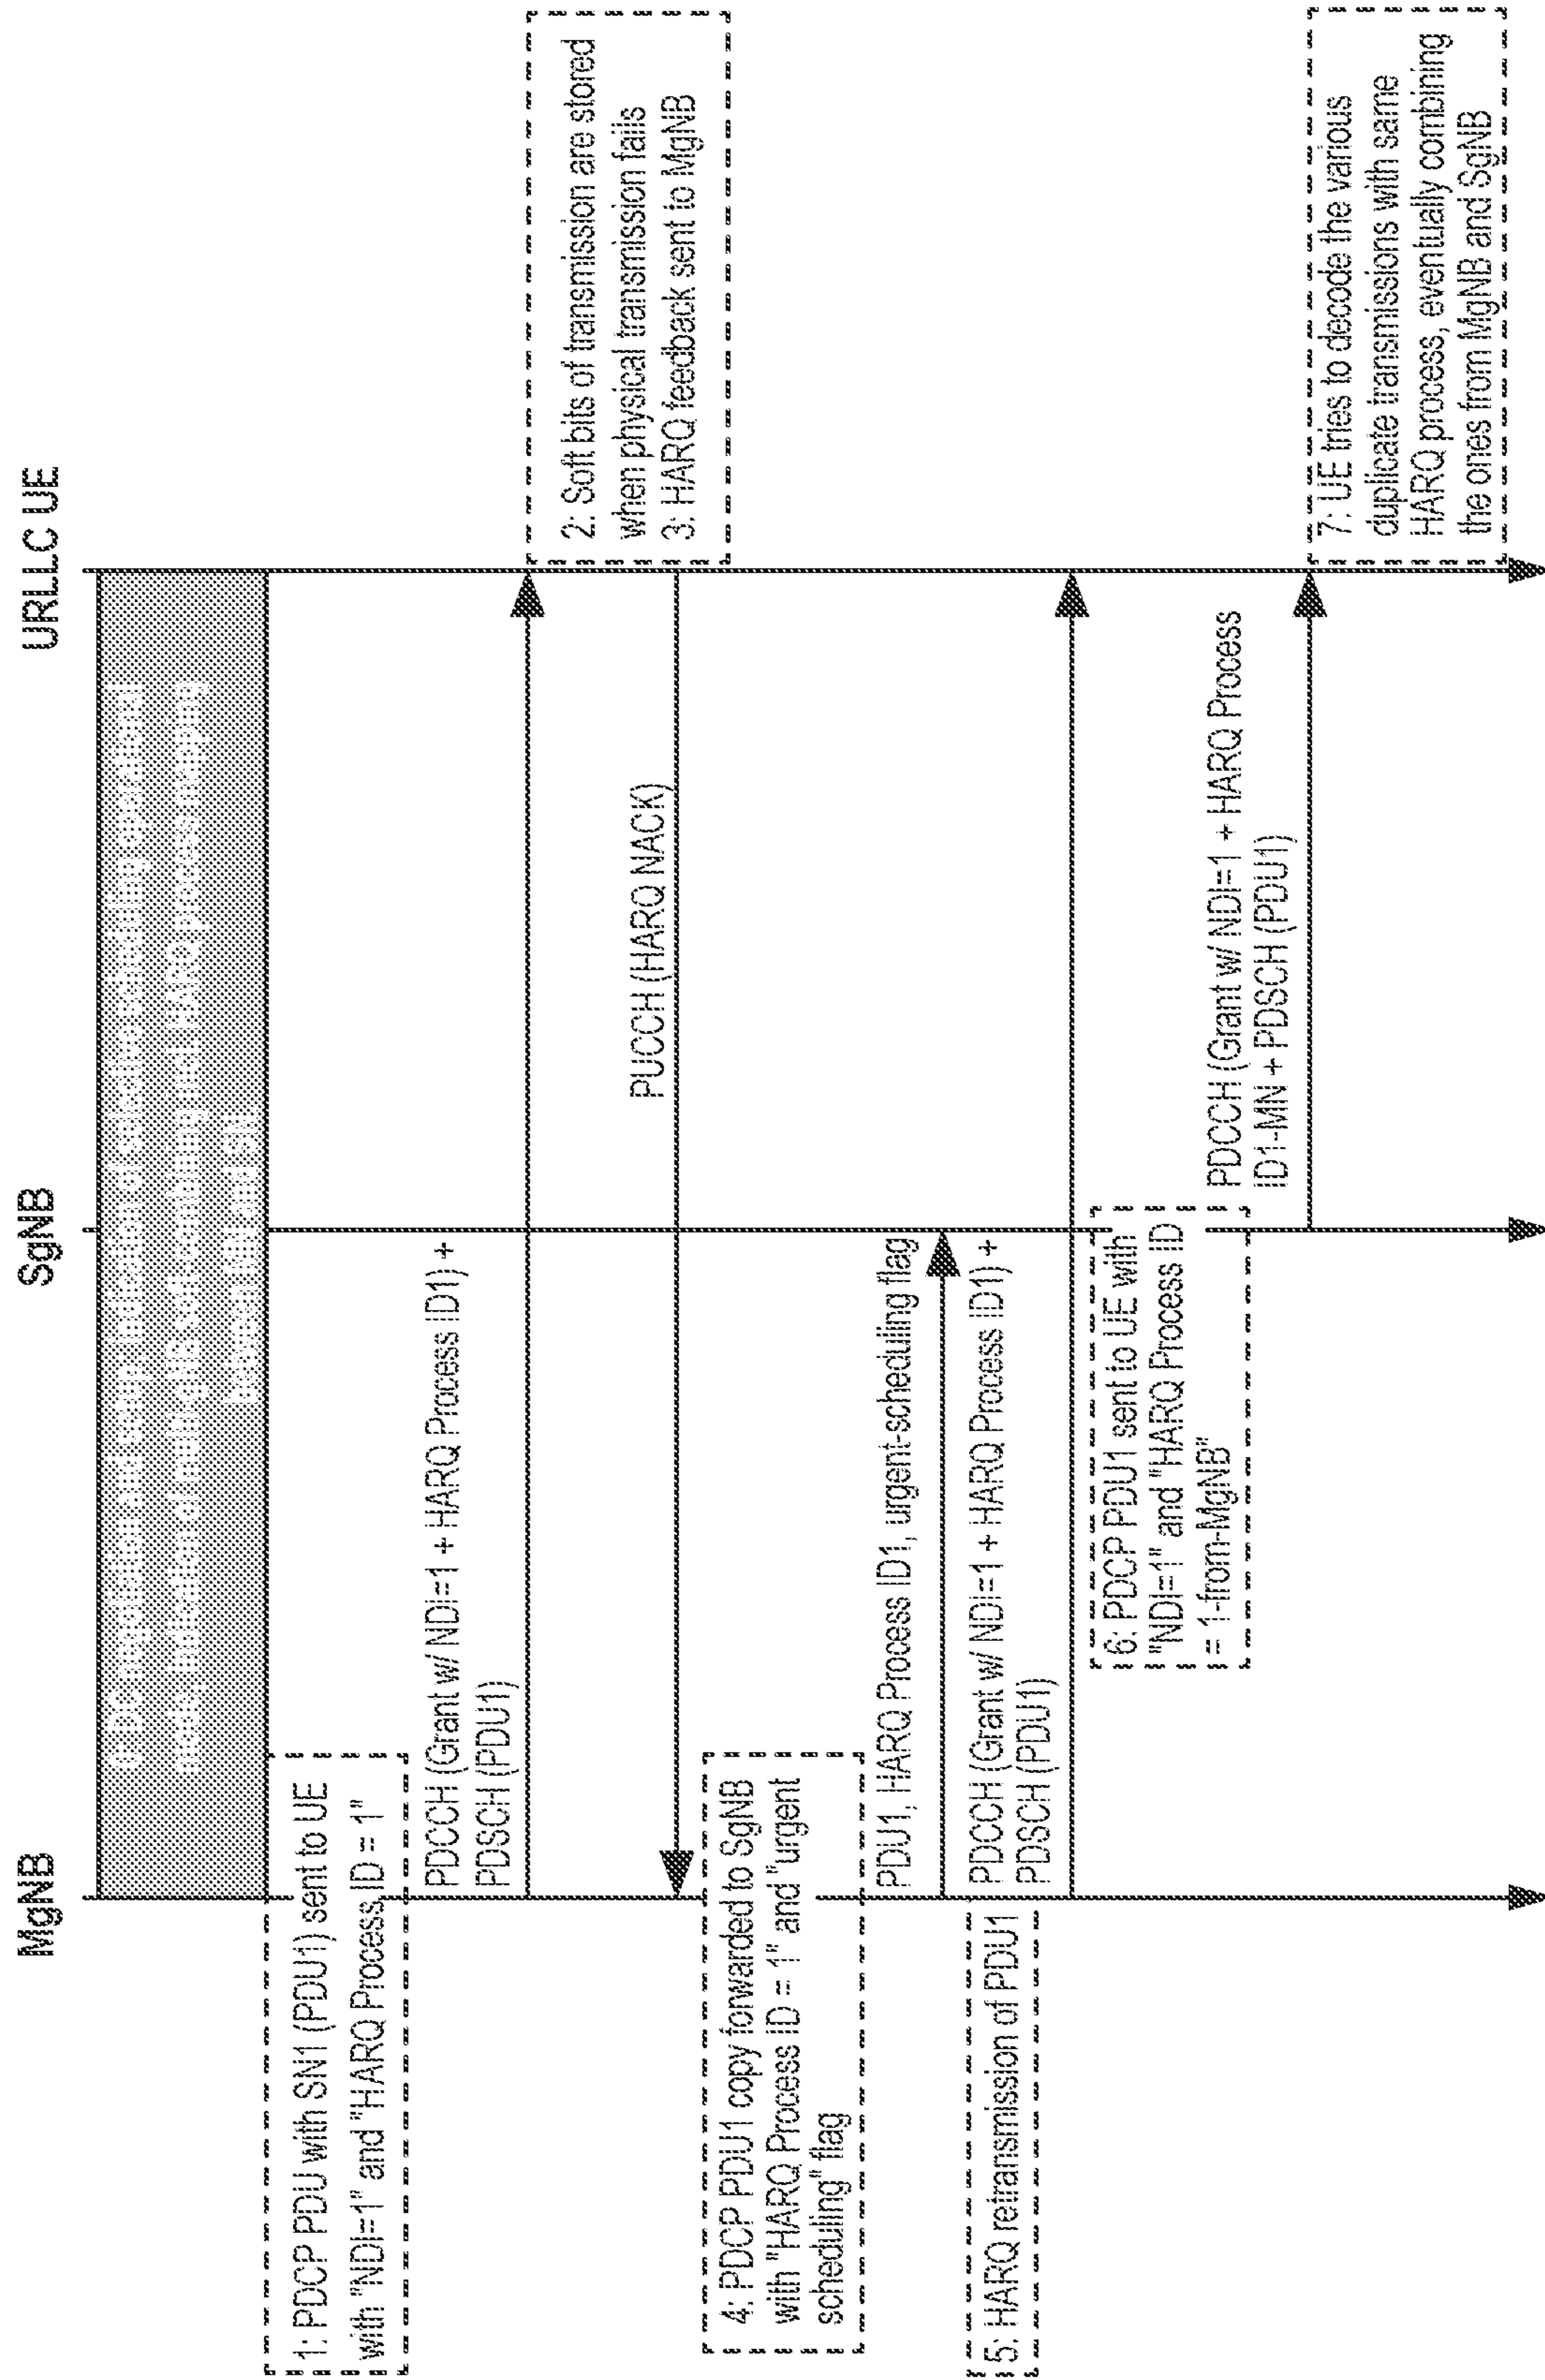 MgNB
SgNB
URLLC UE
1: PDCP PDU with SN1 (PDU1) sent to UE
with "NDI=1" and "HARQ Process ID = 1"
PDCCH (Grant w/ NDI=1 + HARQ Process ID1) +
PDSCH (PDU1)
2: Soft bits of transmission are stored
when physical transmission fails
3: HARQ feedback sent to MgNB
PUCCH (HARQ NACK)
4: PDCP PDU1 copy forwarded to SgNB
with "HARQ Process ID = 1" and "urgent
scheduling" flag
PDU1, HARQ Process ID1, urgent-scheduling flag
5: HARQ retransmission of PDU1
PDCCH (Grant w/ NDI=1 + HARQ Process ID1) +
PDSCH (PDU1)
6: PDCP PDU1 sent to UE with
"NDI=1" and "HARQ Process ID
= 1-from-MgNB"
PDCCH (Grant w/ NDI=1 + HARQ Process
ID1-MN + PDSCH (PDU1)
7: UE tries to decode the various
duplicate transmissions with same
HARQ process, eventually combining
the ones from MgNB and SgNB